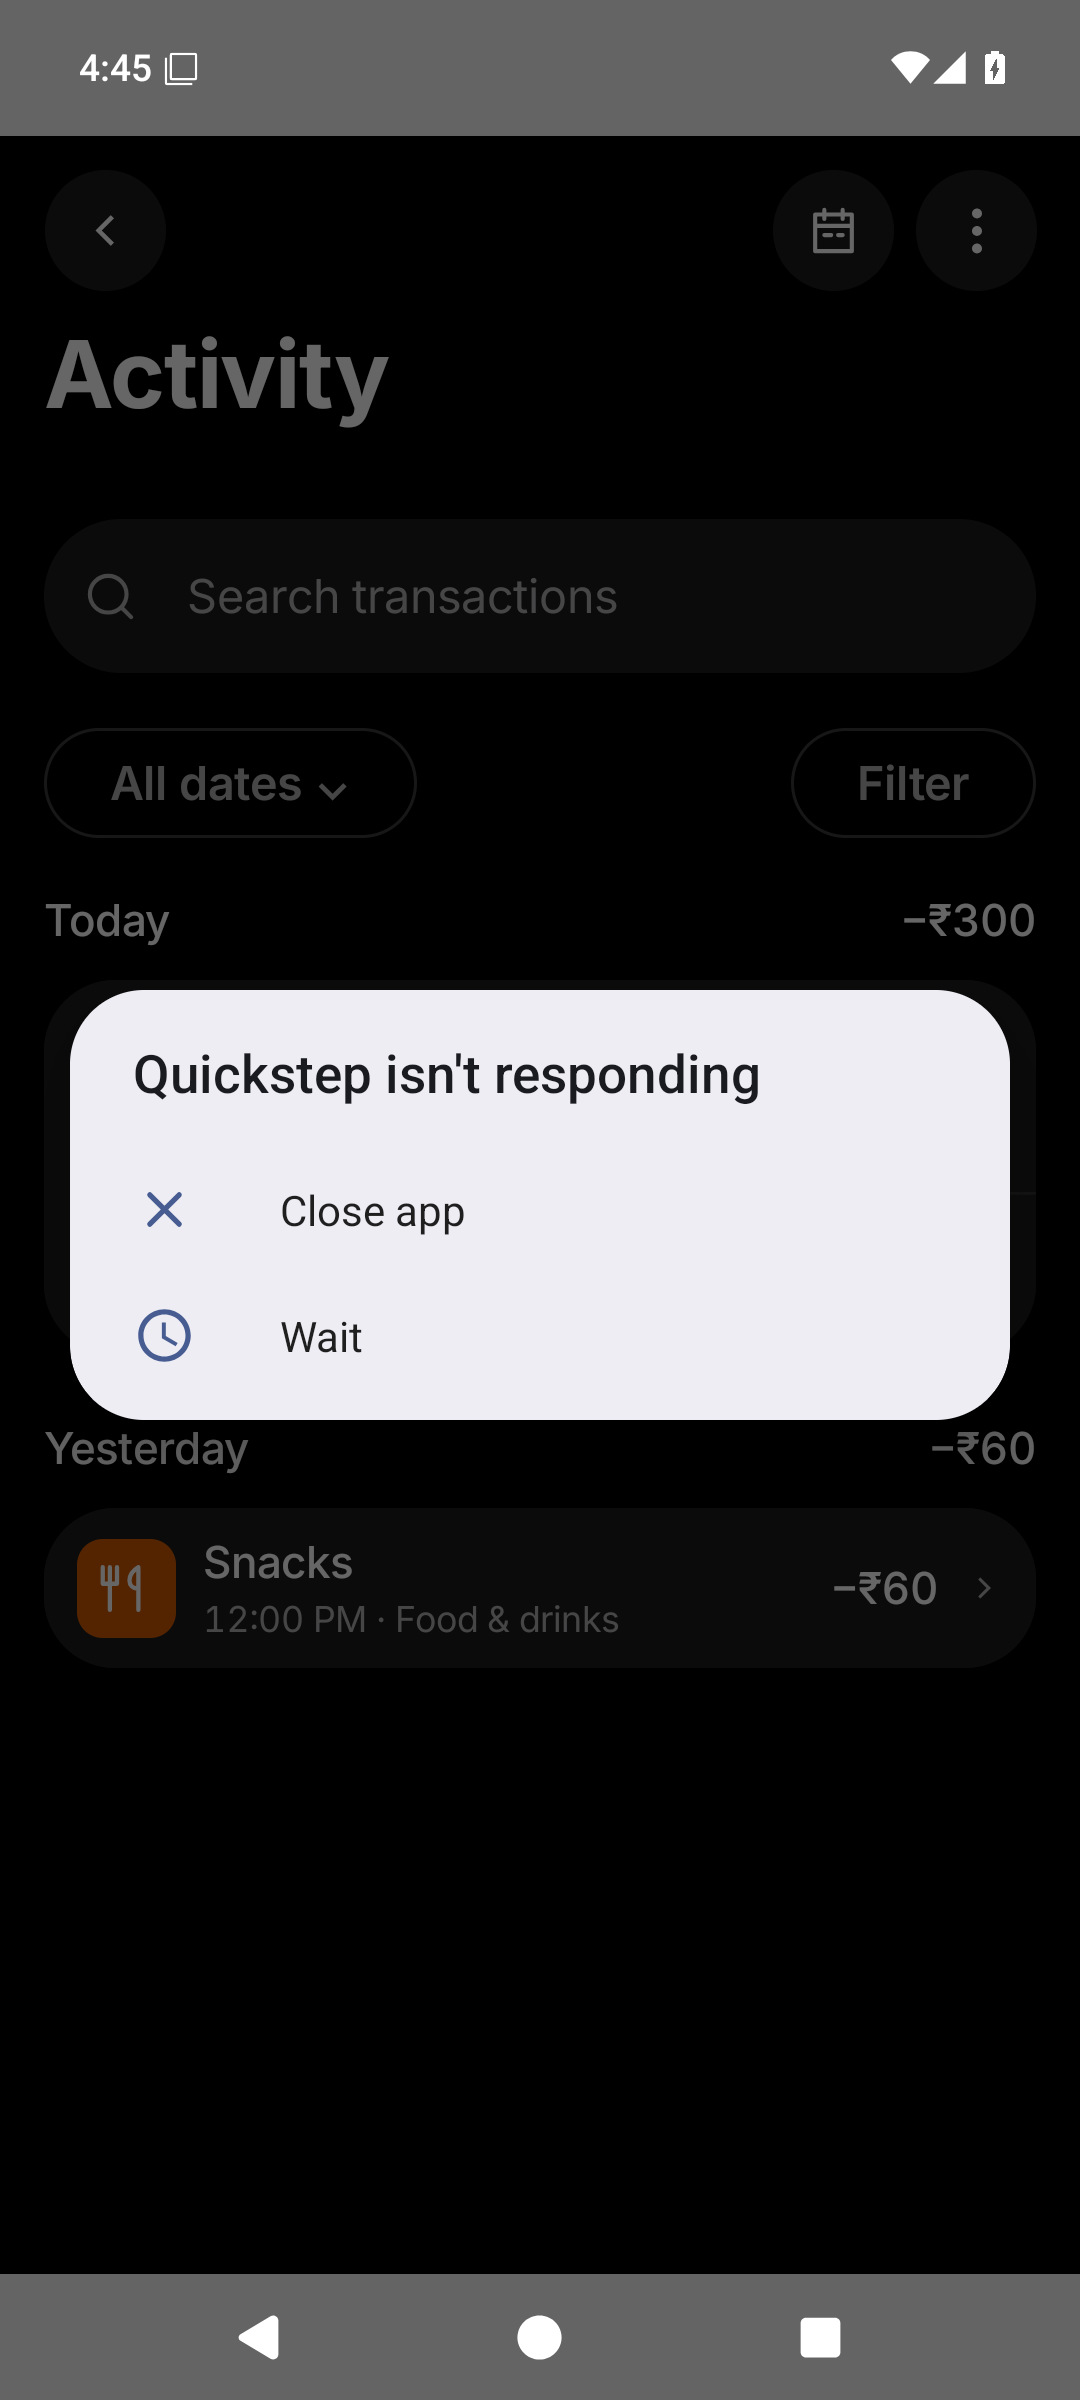 4:45
Activity
Search transactions
All dates
Filter
Today
−₹300
Quickstep isn't responding
Close app
Wait
Yesterday
−₹60
Snacks
12:00 PM · Food & drinks
−₹60